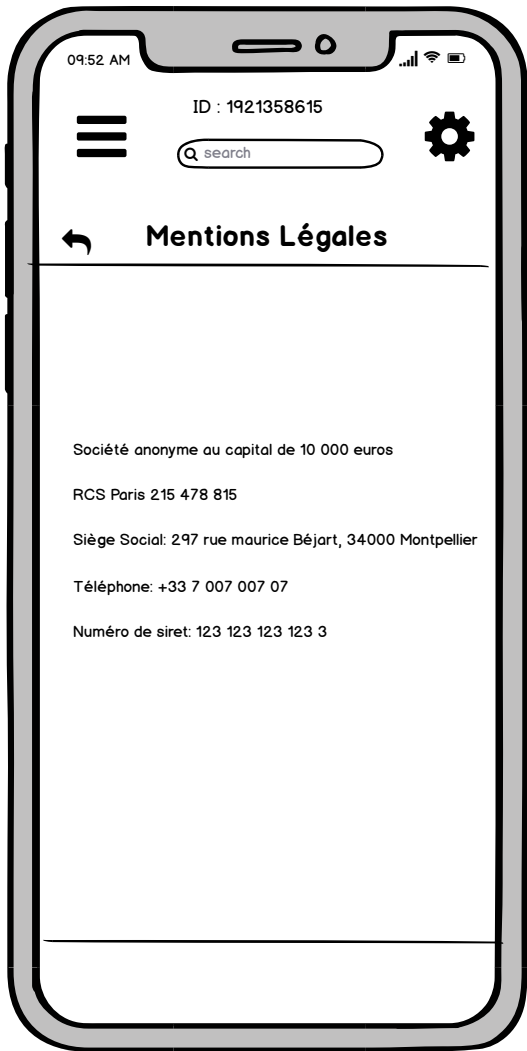 09:52 AM
ID : 1921358615
search
Mentions Légales
Société anonyme au capital de 10 000 euros
RCS Paris 215 478 815
Siège Social: 297 rue maurice Béjart, 34000 Montpellier
Téléphone: +33 7 007 007 07
Numéro de siret: 123 123 123 123 3